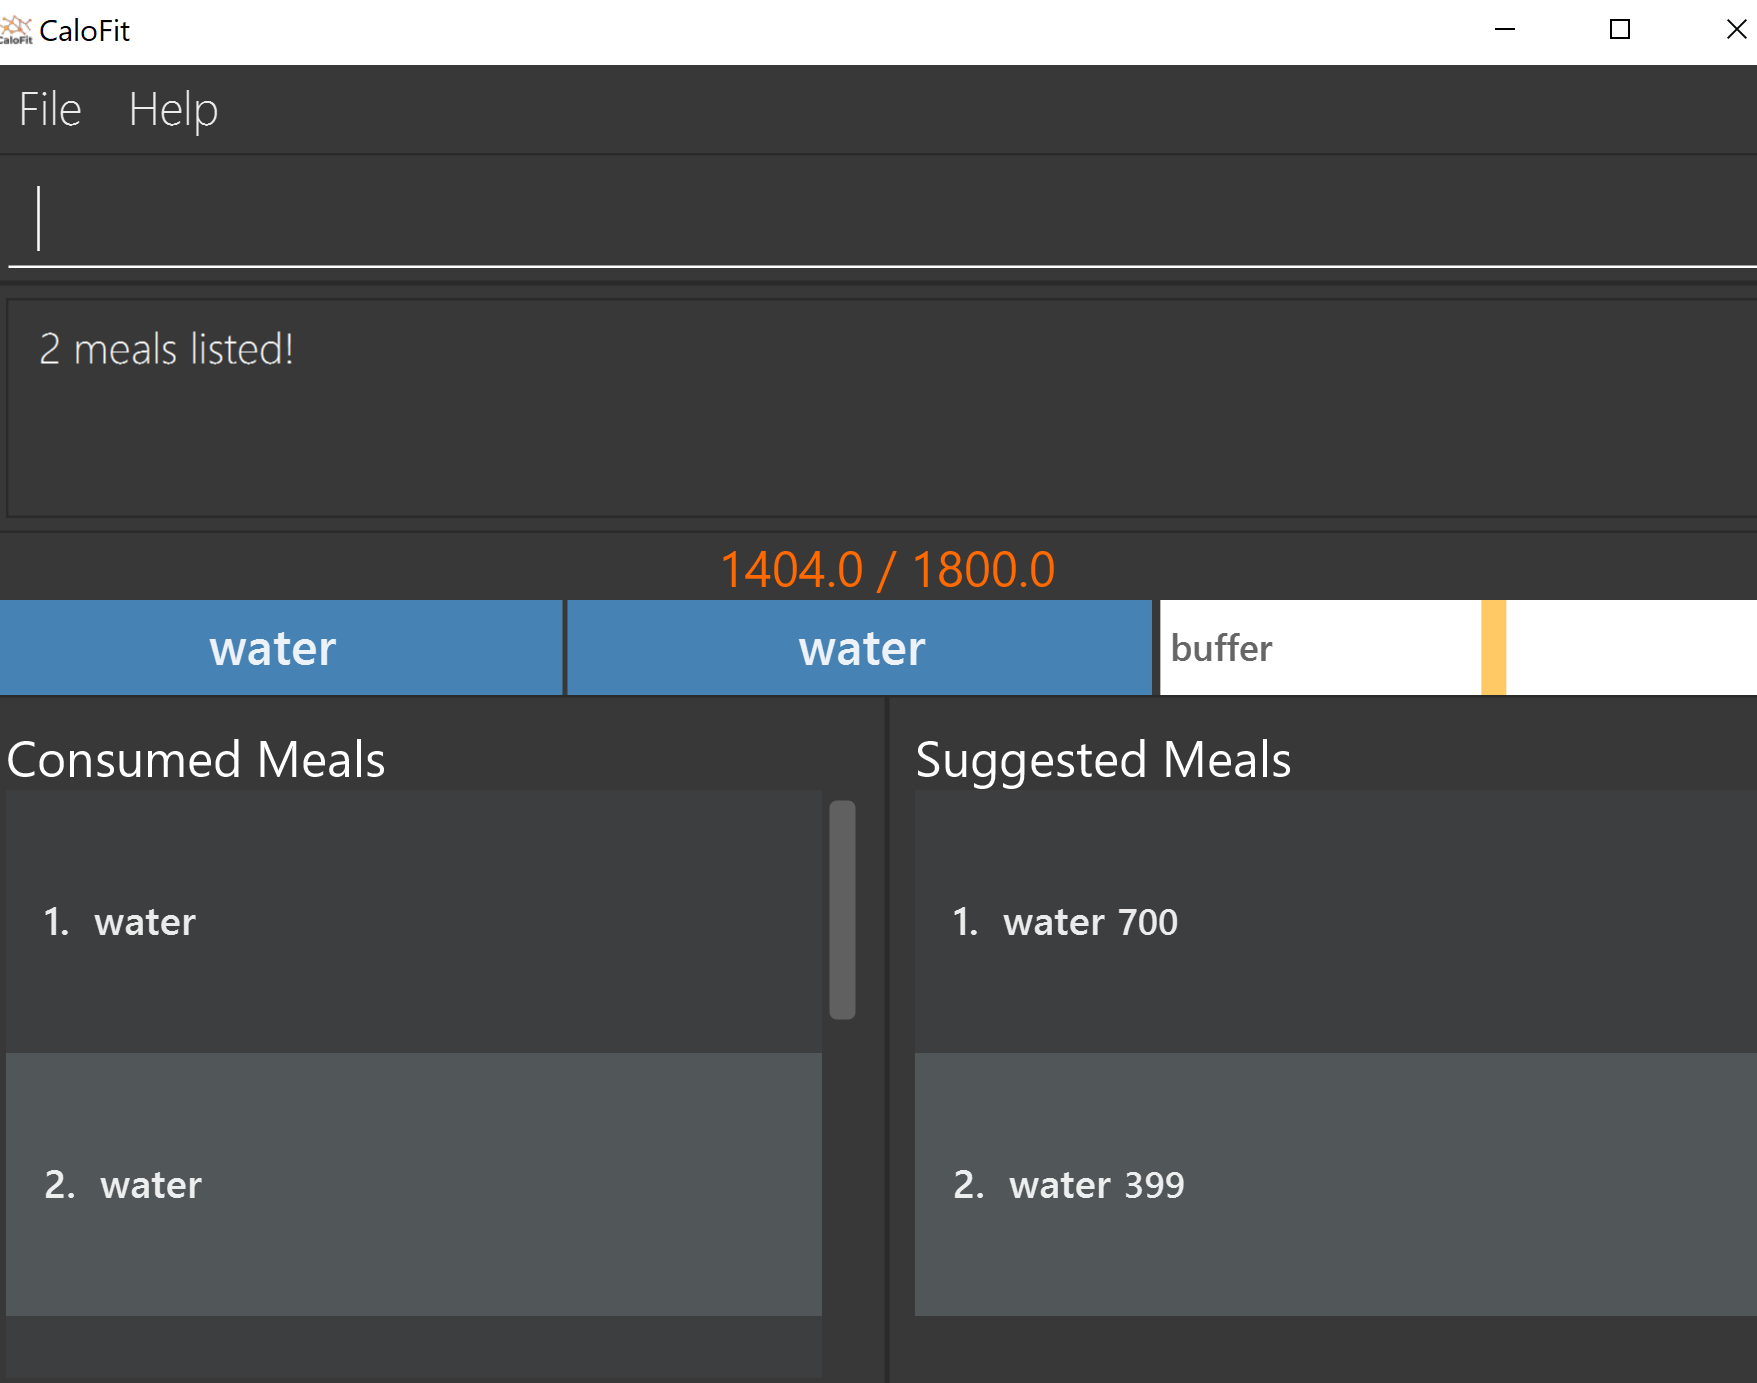 CaloFit CaloFit
File Help
2 meals listed!
1404.0 / 1800.0
water water buffer
Consumed Meals
1. water
2. water
Suggested Meals
1. water 700
2. water 399